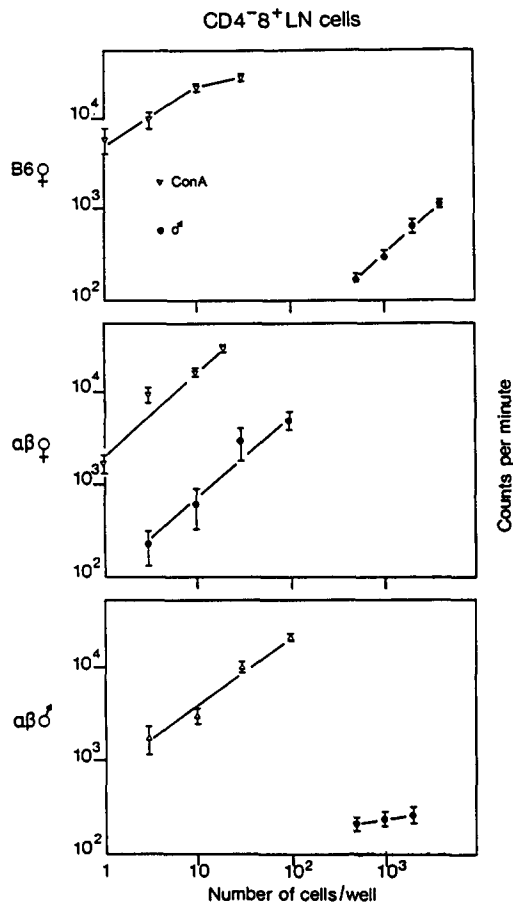 CD4⁻8⁺LN cells
B6♀
10⁴
10³
10²
▽ ConA
● ♂
αβ♀
10⁴
10³
10²
Counts per minute
αβ♂
10⁴
10³
10²
1 10 10² 10³
Number of cells/well